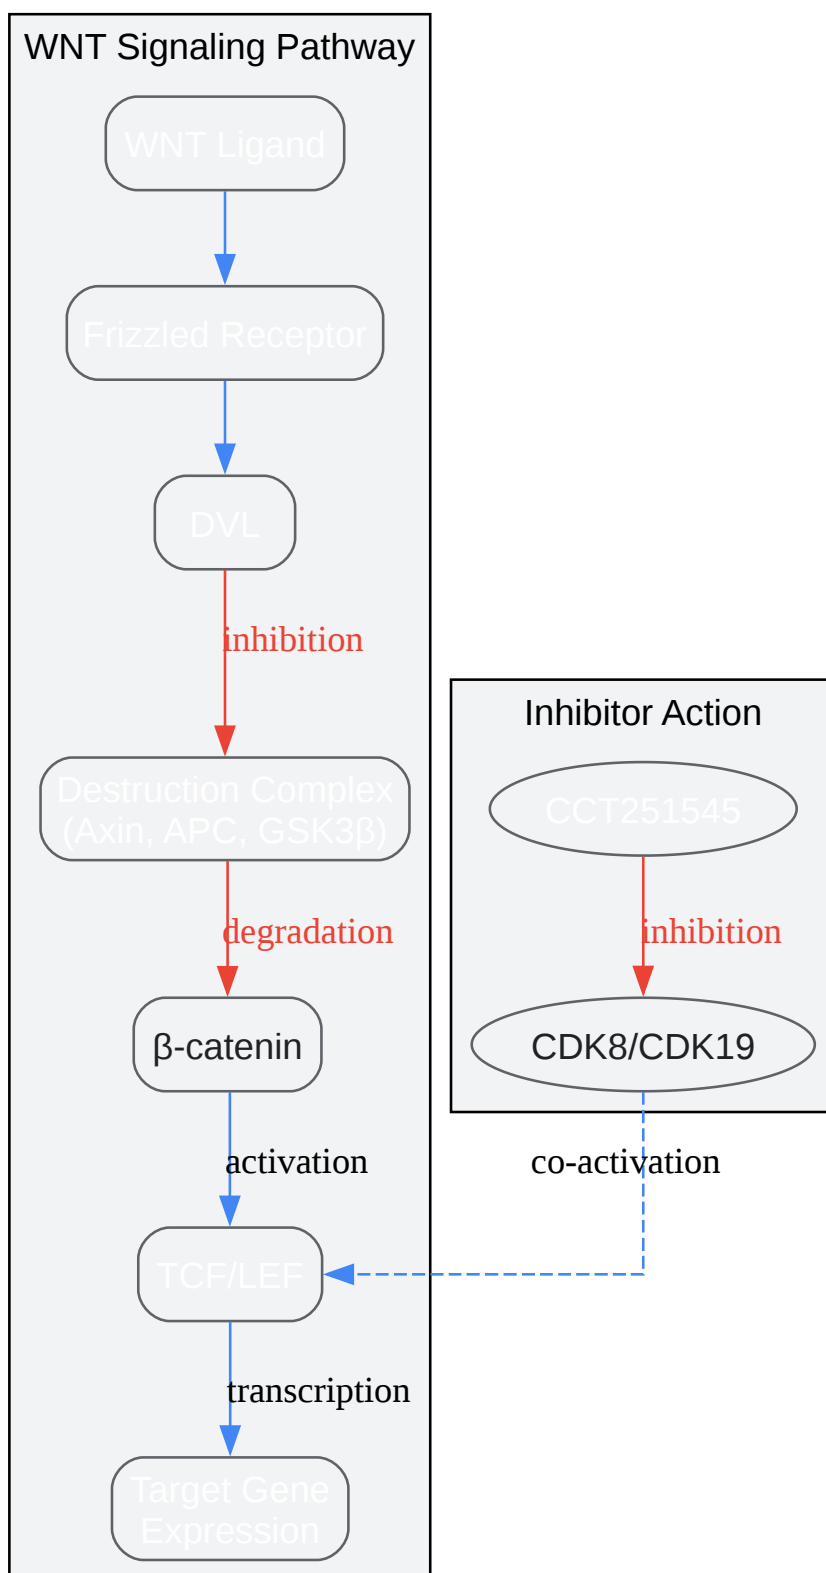 WNT Signaling Pathway
WNT Ligand
Frizzled Receptor
DVL
inhibition
Destruction Complex
(Axin, APC, GSK3β)
degradation
β-catenin
activation
TCF/LEF
transcription
Target Gene
Expression
Inhibitor Action
CCT251545
inhibition
CDK8/CDK19
co-activation